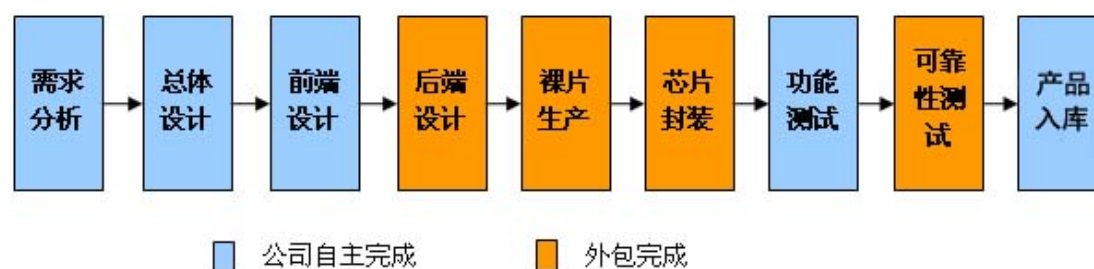 需求
分析
总体
设计
前端
设计
后端
设计
裸片
生产
芯片
封装
功能
测试
可靠
性测
试
产品
入库
公司自主完成
外包完成